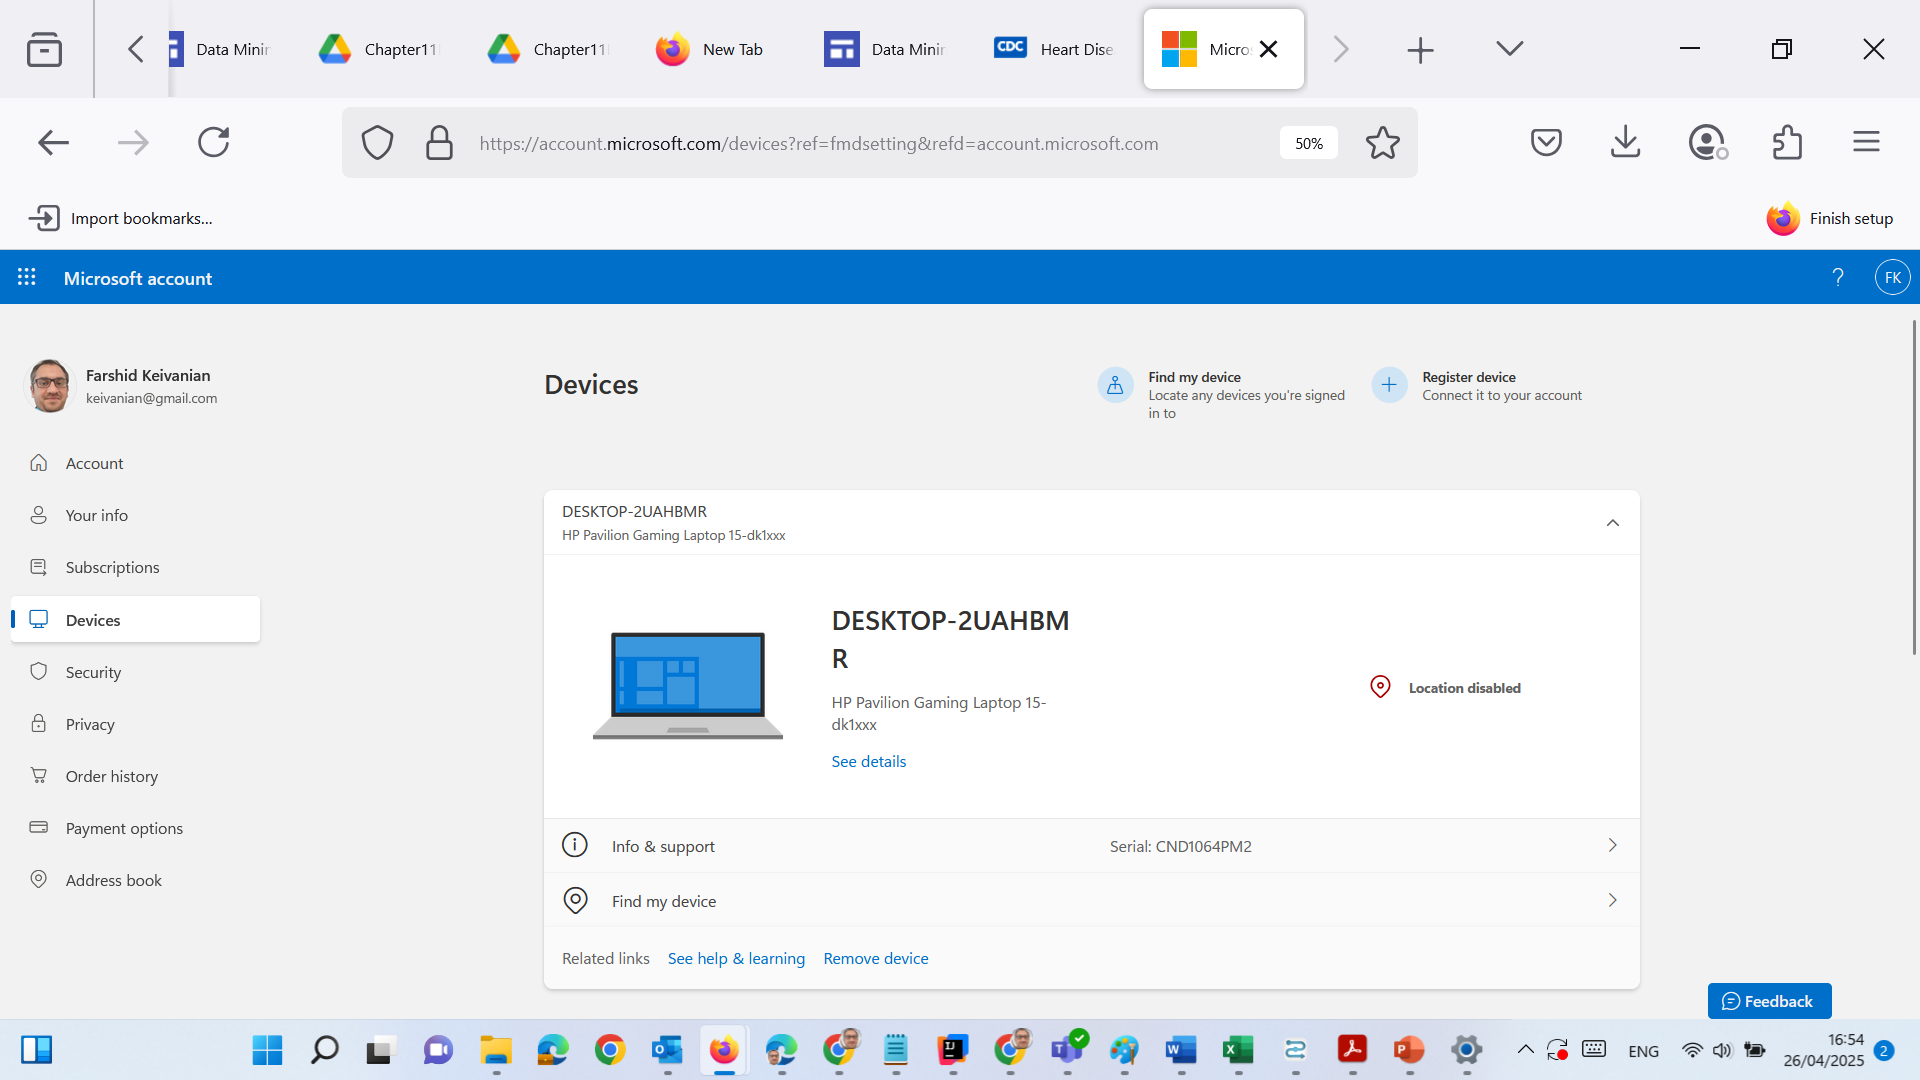 Data Minin
Chapter11
Chapter11
New Tab
Data Minin
CDC
Heart Dise
Micro
https://account.microsoft.com/devices?ref=fmdsetting&refd=account.microsoft.com
50%
Import bookmarks...
Finish setup
Microsoft account
?
FK
Farshid Keivanian
keivanian@gmail.com
Account
Your info
Subscriptions
Devices
Security
Privacy
Order history
Payment options
Address book
Devices
Find my device
Locate any devices you're signed
in to
Register device
Connect it to your account
DESKTOP-2UAHBMR
HP Pavilion Gaming Laptop 15-dk1xxx
DESKTOP-2UAHBM
R
HP Pavilion Gaming Laptop 15-
dk1xxx
See details
Location disabled
Info & support
Serial: CND1064PM2
Find my device
Related links
See help & learning
Remove device
Feedback
ENG
16:54
26/04/2025
2